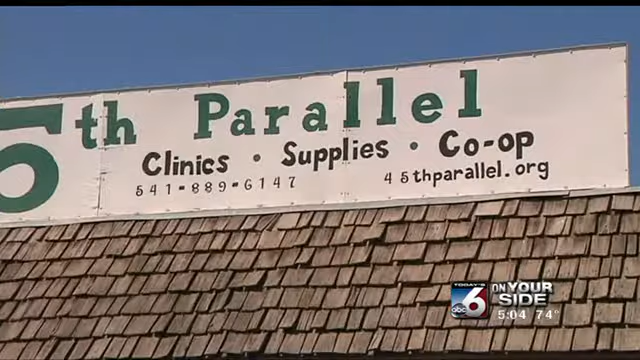 5th Parallel
Clinics • Supplies • Co-op
541-889-6147 45thparallel.org
TODAY'S abc 6 ON YOUR SIDE
5:04 74°